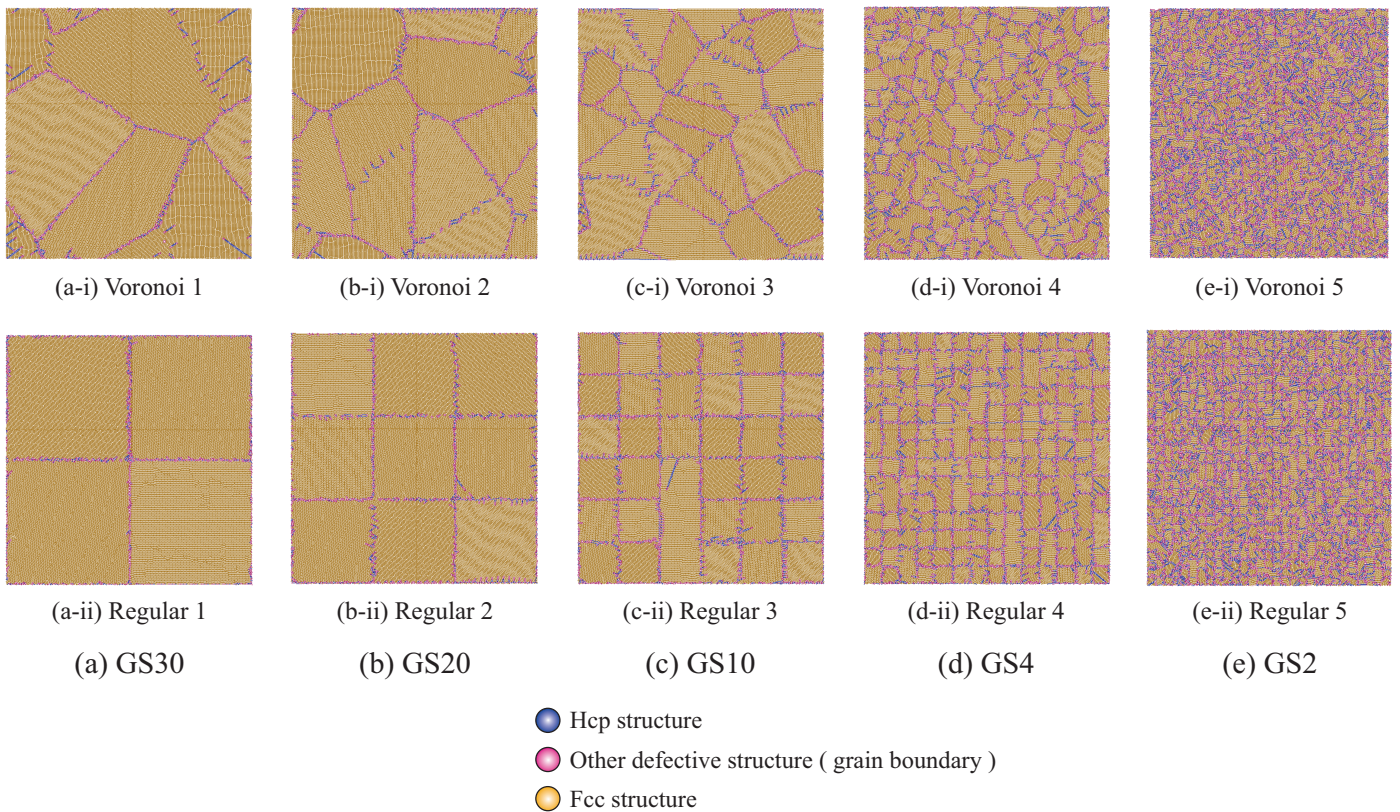 (a-i) Voronoi 1
(b-i) Voronoi 2
(c-i) Voronoi 3
(d-i) Voronoi 4
(e-i) Voronoi 5
(a-ii) Regular 1
(b-ii) Regular 2
(c-ii) Regular 3
(d-ii) Regular 4
(e-ii) Regular 5
(a) GS30
(b) GS20
(c) GS10
(d) GS4
(e) GS2
Hcp structure
Other defective structure ( grain boundary )
Fcc structure